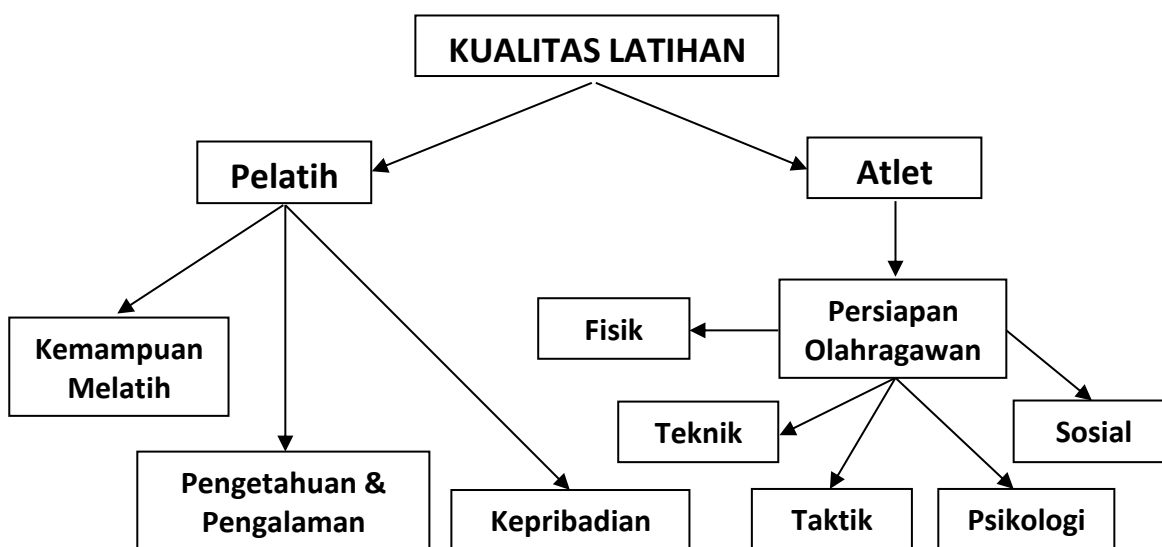 KUALITAS LATIHAN
Pelatih
Atlet
Kemampuan
Melatih
Pengetahuan &
Pengalaman
Kepribadian
Persiapan
Olahragawan
Fisik
Teknik
Taktik
Psikologi
Sosial